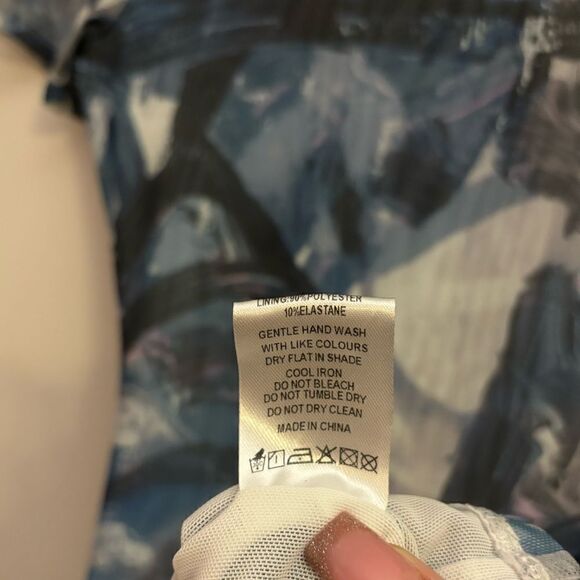 LINING:90%POLYESTER
10%ELASTANE
GENTLE HAND WASH
WITH LIKE COLOURS
DRY FLAT IN SHADE
COOL IRON
DO NOT BLEACH
DO NOT TUMBLE DRY
DO NOT DRY CLEAN
MADE IN CHINA